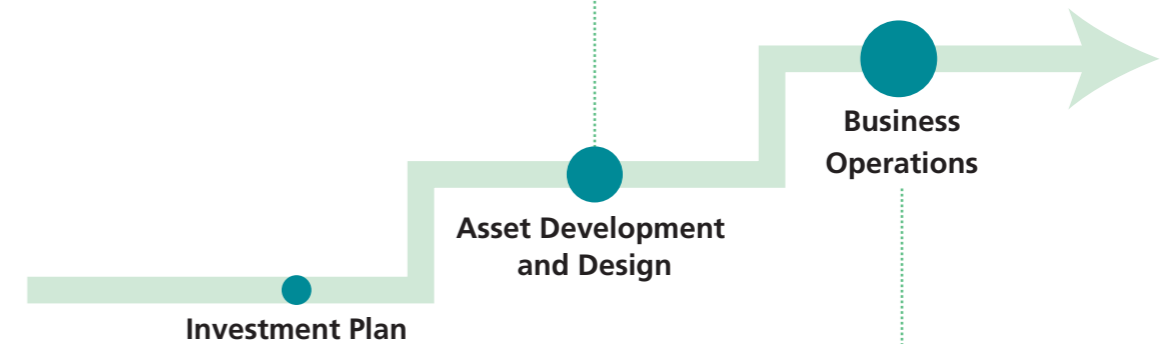 Business
Operations
Asset Development
and Design
Investment Plan